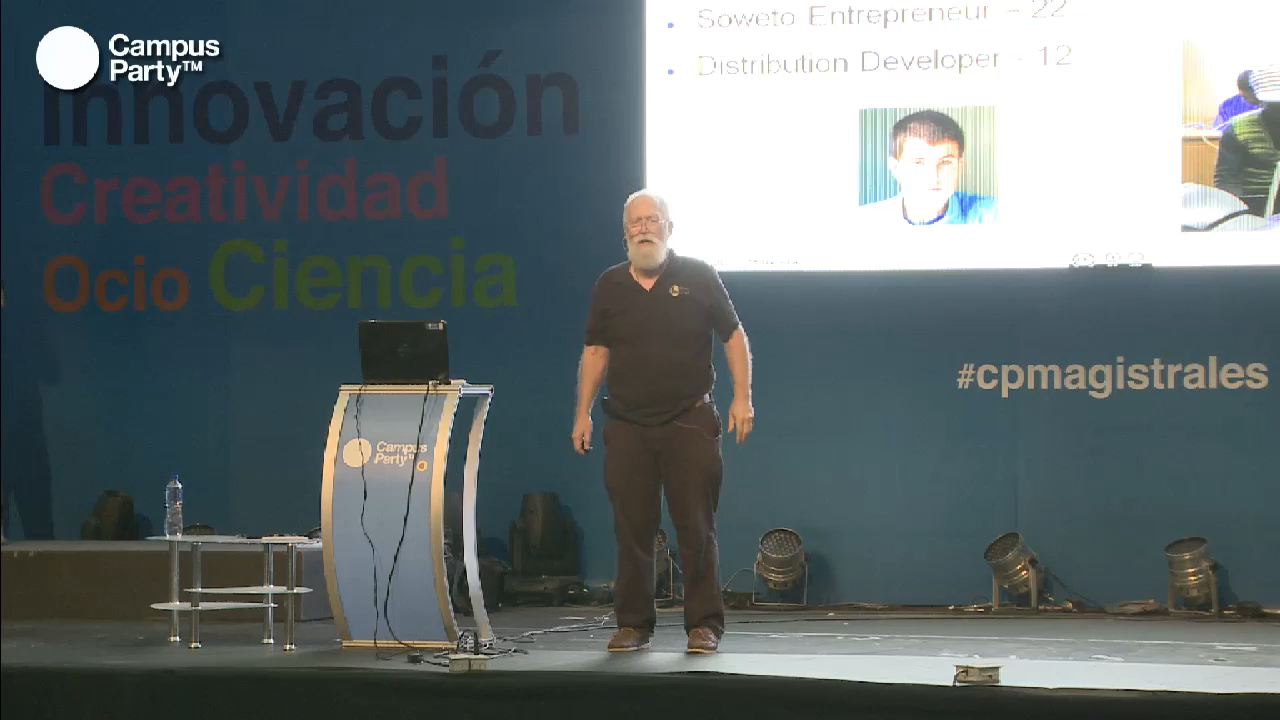 Campus
Party™
Innovación
Creatividad
Ocio Ciencia
• Soweto Entrepreneur – 22
• Distribution Developer - 12
#cpmagistrales
Campus
Party™